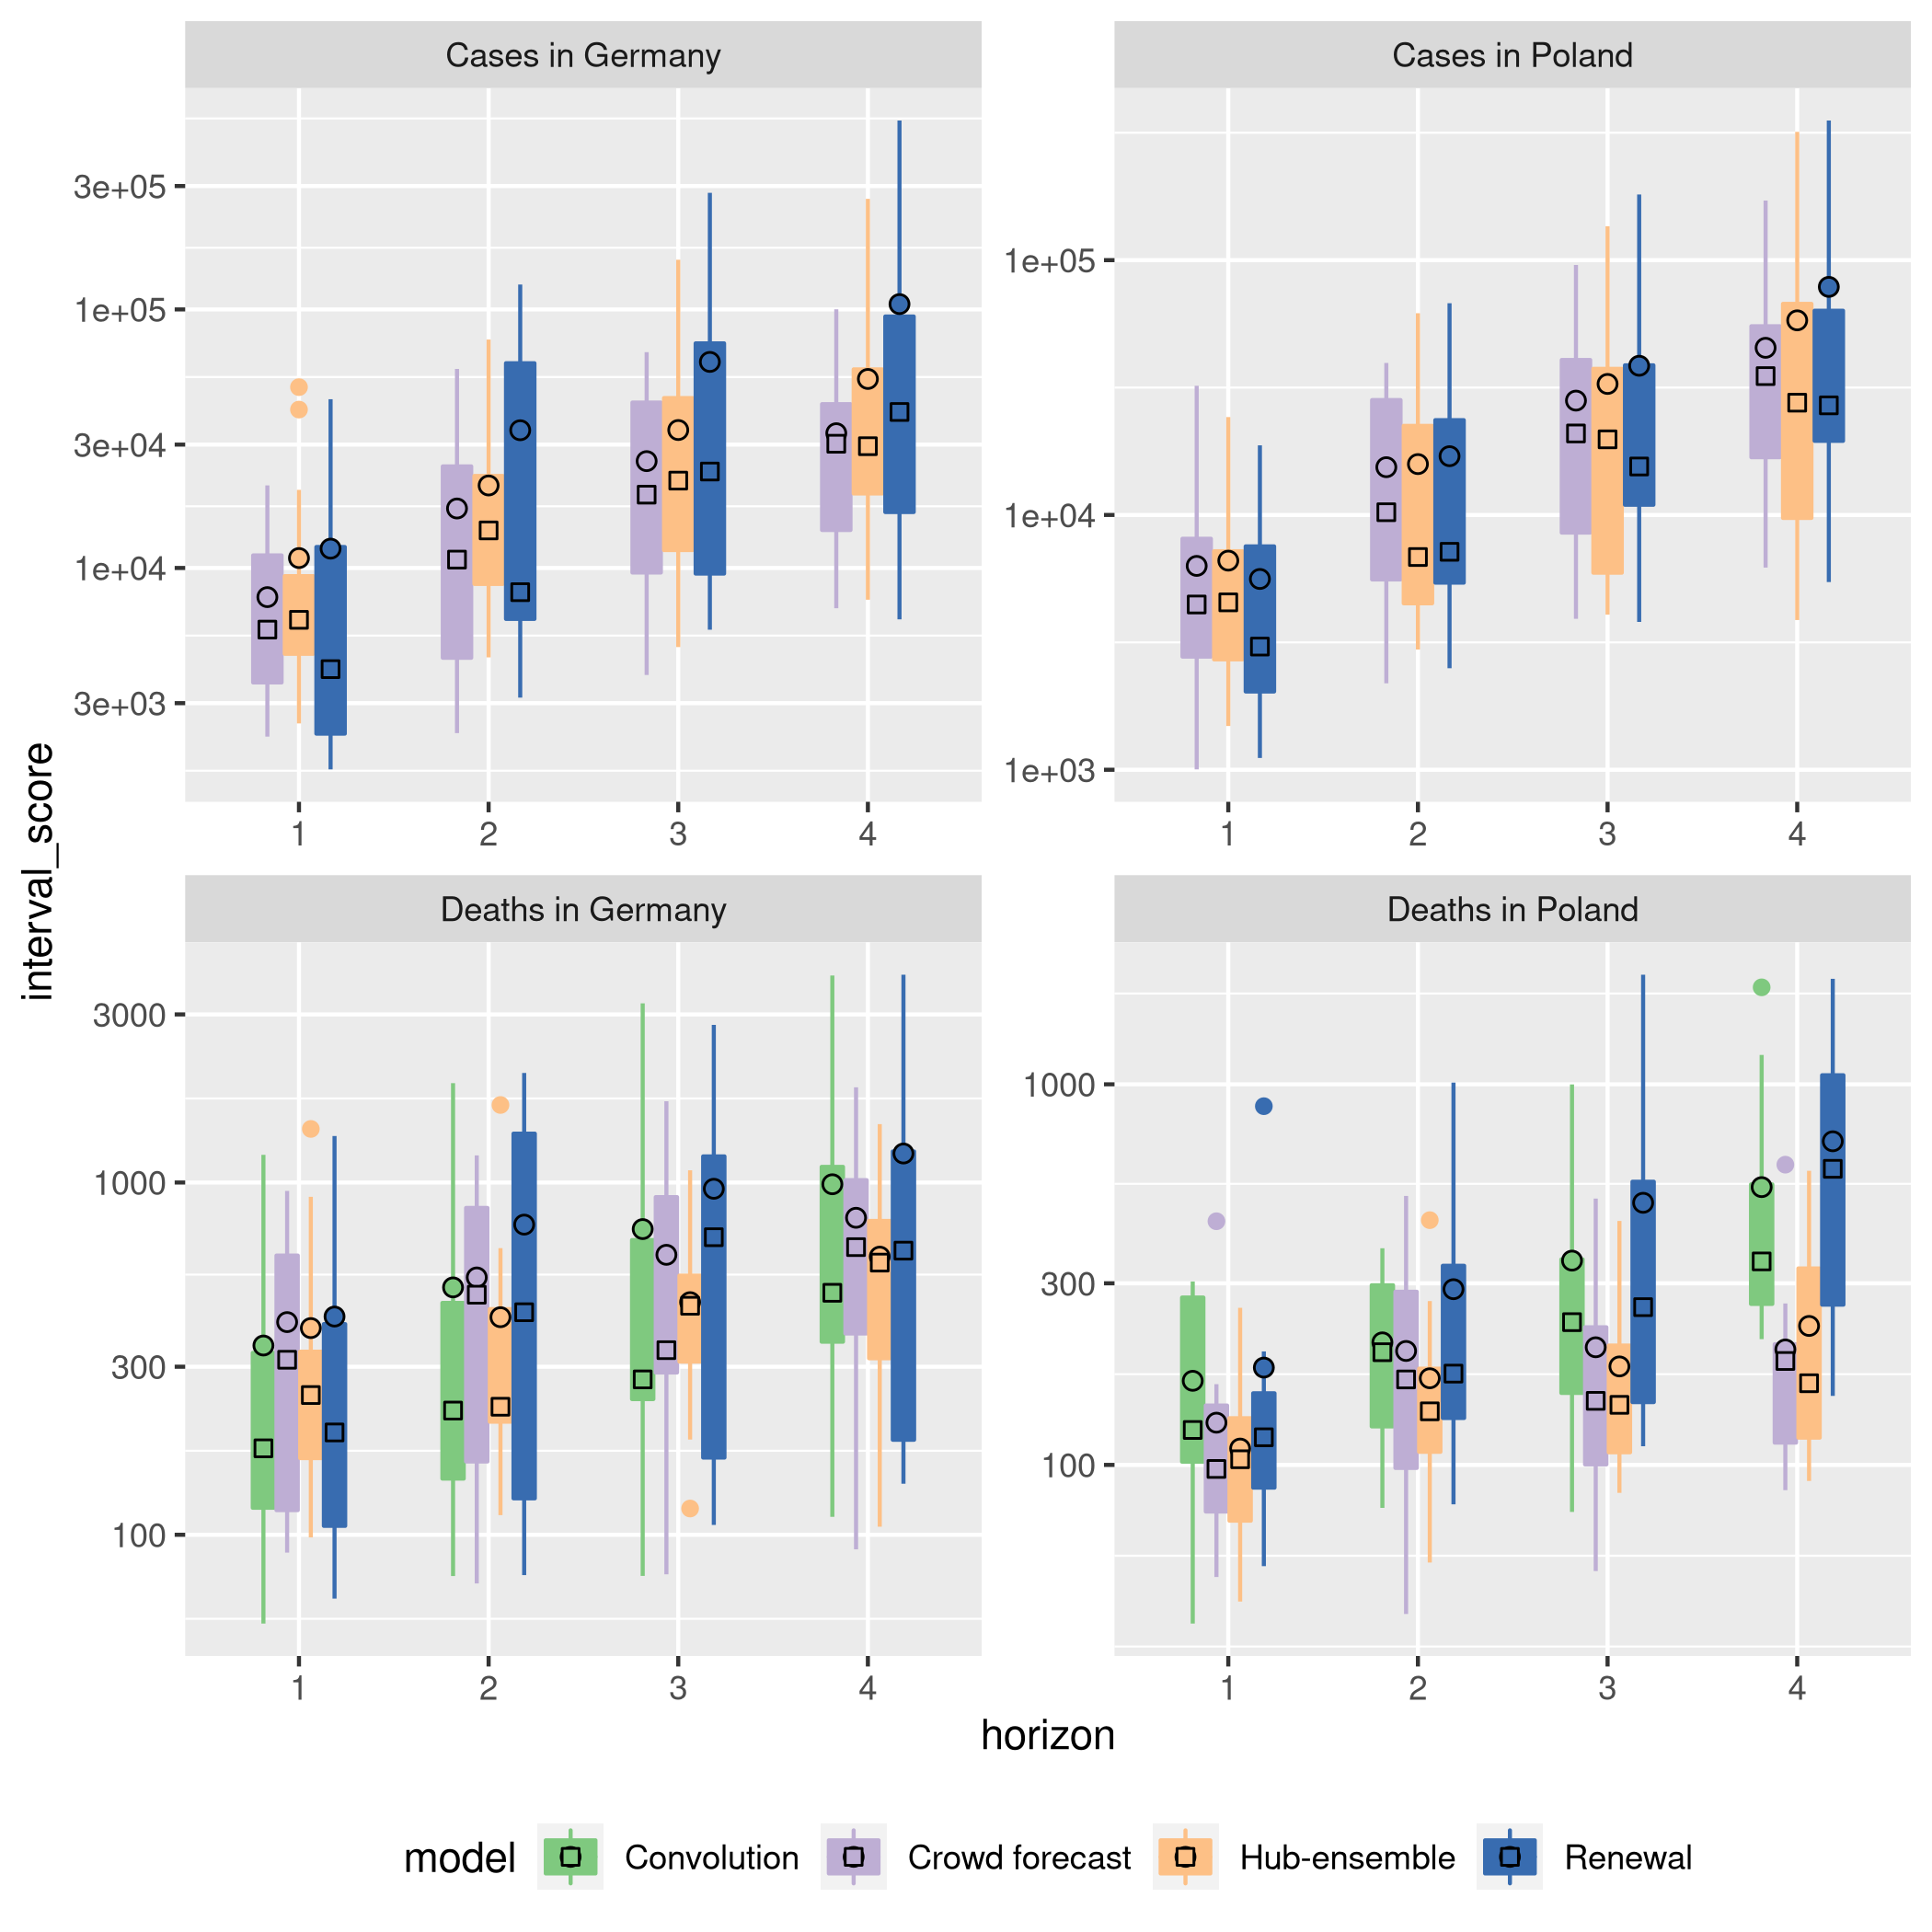 Cases in Germany
Cases in Poland
3e+05
1e+05
3e+04
1e+04
3e+03
1e+05
1e+04
1e+03
1 2 3 4
1 2 3 4
interval_score
Deaths in Germany
Deaths in Poland
3000
1000
300
100
1000
300
100
1 2 3 4
1 2 3 4
horizon
model Convolution Crowd forecast Hub-ensemble Renewal